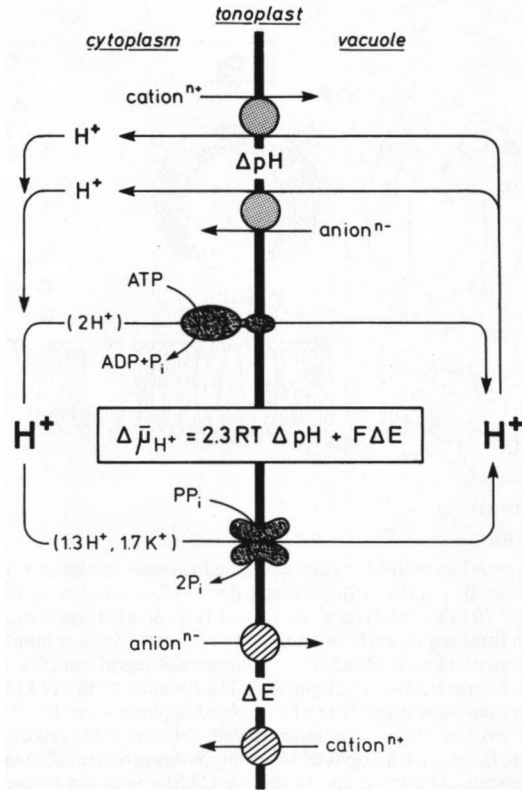 tonoplast
cytoplasm vacuole
cation n+
H+
ΔpH
H+
anion n-
ATP
(2H+)
ADP+Pi
H+ H+
Δμ̄H+ = 2.3RT ΔpH - FΔE
PPi
(1.3H+, 1.7K+)
2Pi
anion n-
ΔE
cation n+